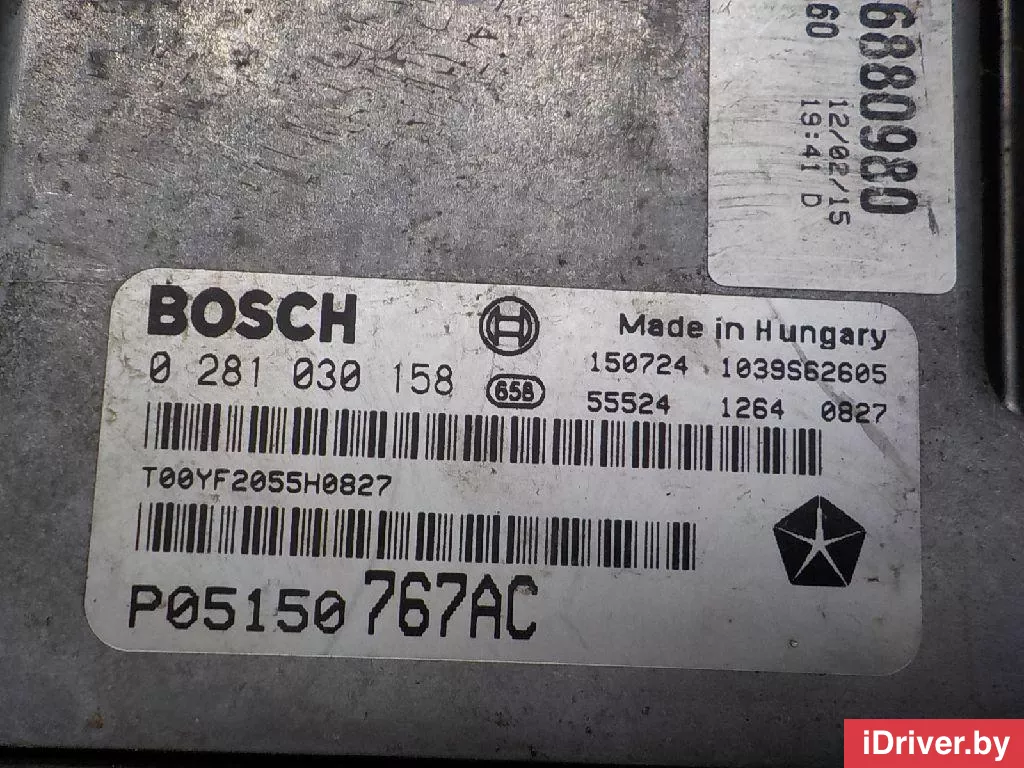 6880980
60
12/02/15
19:41 D
BOSCH
Made in Hungary
0 281 030 158
658
150724 1039S62605
55524 1264 0827
T00YF2055H0827
P05150767AC
iDriver.by